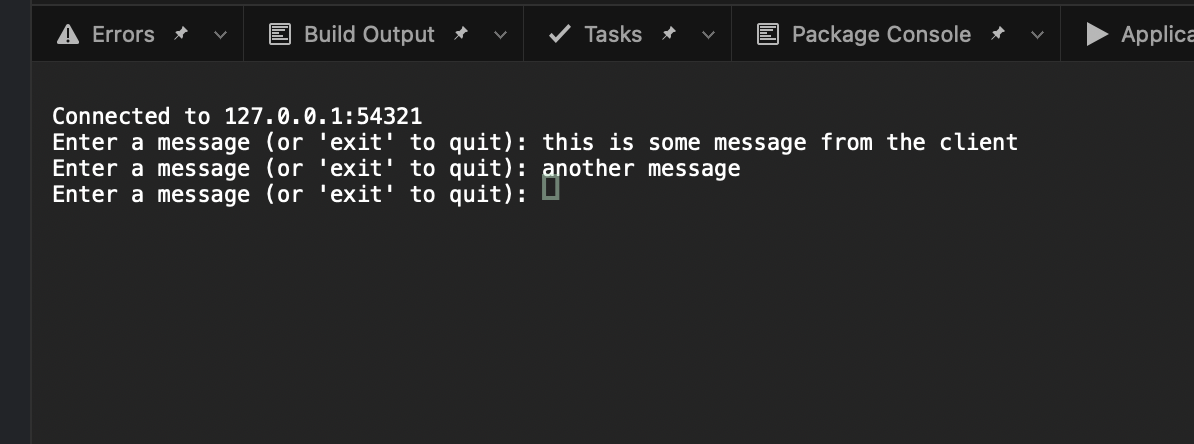 Errors Build Output Tasks Package Console
Connected to 127.0.0.1:54321
Enter a message (or 'exit' to quit): this is some message from the client
Enter a message (or 'exit' to quit): another message
Enter a message (or 'exit' to quit):